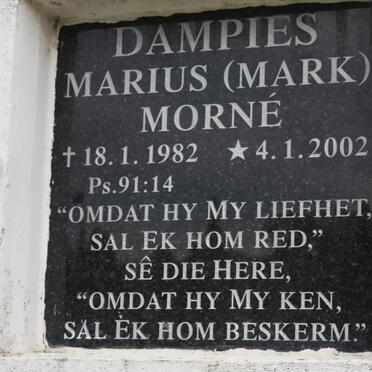 DAMPIES
MARIUS (MARK)
MORNÉ
✝ 18.1.1982 ★ 4.1.2002
Ps.91:14
“OMDAT HY MY LIEFHET,
SAL EK HOM RED,”
SÊ DIE HERE,
“OMDAT HY MY KEN,
SAL EK HOM BESKERM.”